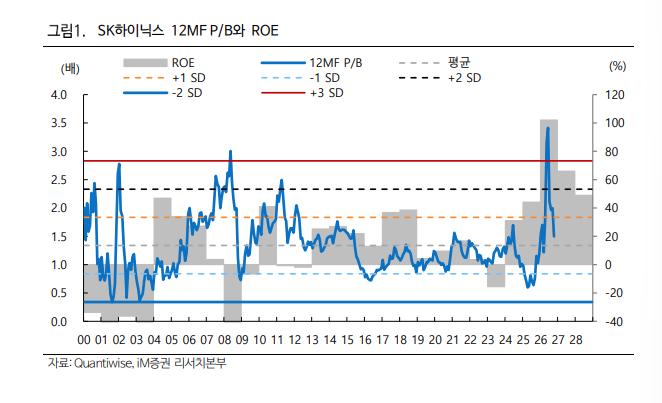 그림1. SK하이닉스 12MF P/B와 ROE
(배)
(%)
ROE
12MF P/B
평균
+1 SD
-1 SD
+2 SD
-2 SD
+3 SD
4.0
3.5
3.0
2.5
2.0
1.5
1.0
0.5
0.0
120
100
80
60
40
20
0
-20
-40
00 01 02 03 04 05 06 07 08 09 10 11 12 13 14 15 16 17 18 19 20 21 22 23 24 25 26 27 28
자료: Quantiwise, iM증권 리서치본부